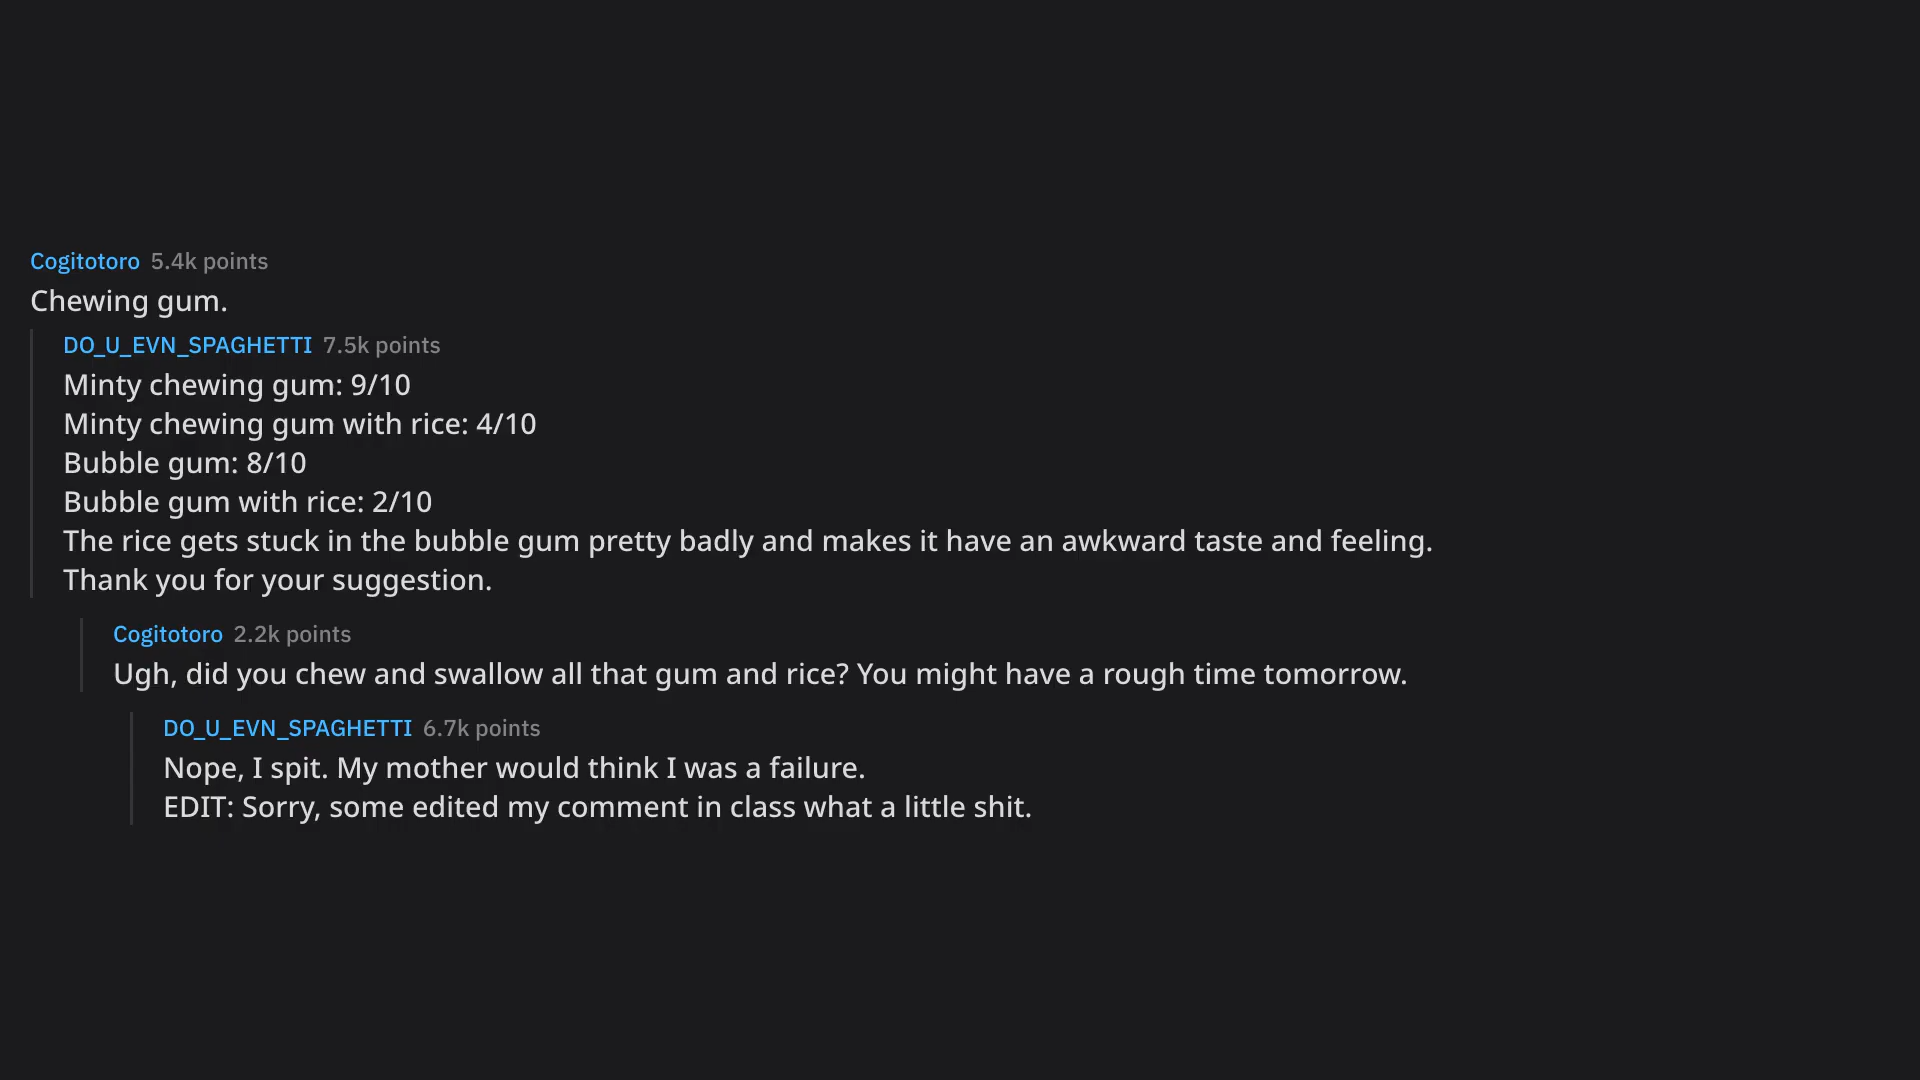 Cogitotoro 5.4k points
Chewing gum.
DO_U_EVN_SPAGHETTI 7.5k points
Minty chewing gum: 9/10
Minty chewing gum with rice: 4/10
Bubble gum: 8/10
Bubble gum with rice: 2/10
The rice gets stuck in the bubble gum pretty badly and makes it have an awkward taste and feeling.
Thank you for your suggestion.
Cogitotoro 2.2k points
Ugh, did you chew and swallow all that gum and rice? You might have a rough time tomorrow.
DO_U_EVN_SPAGHETTI 6.7k points
Nope, I spit. My mother would think I was a failure.
EDIT: Sorry, some edited my comment in class what a little shit.